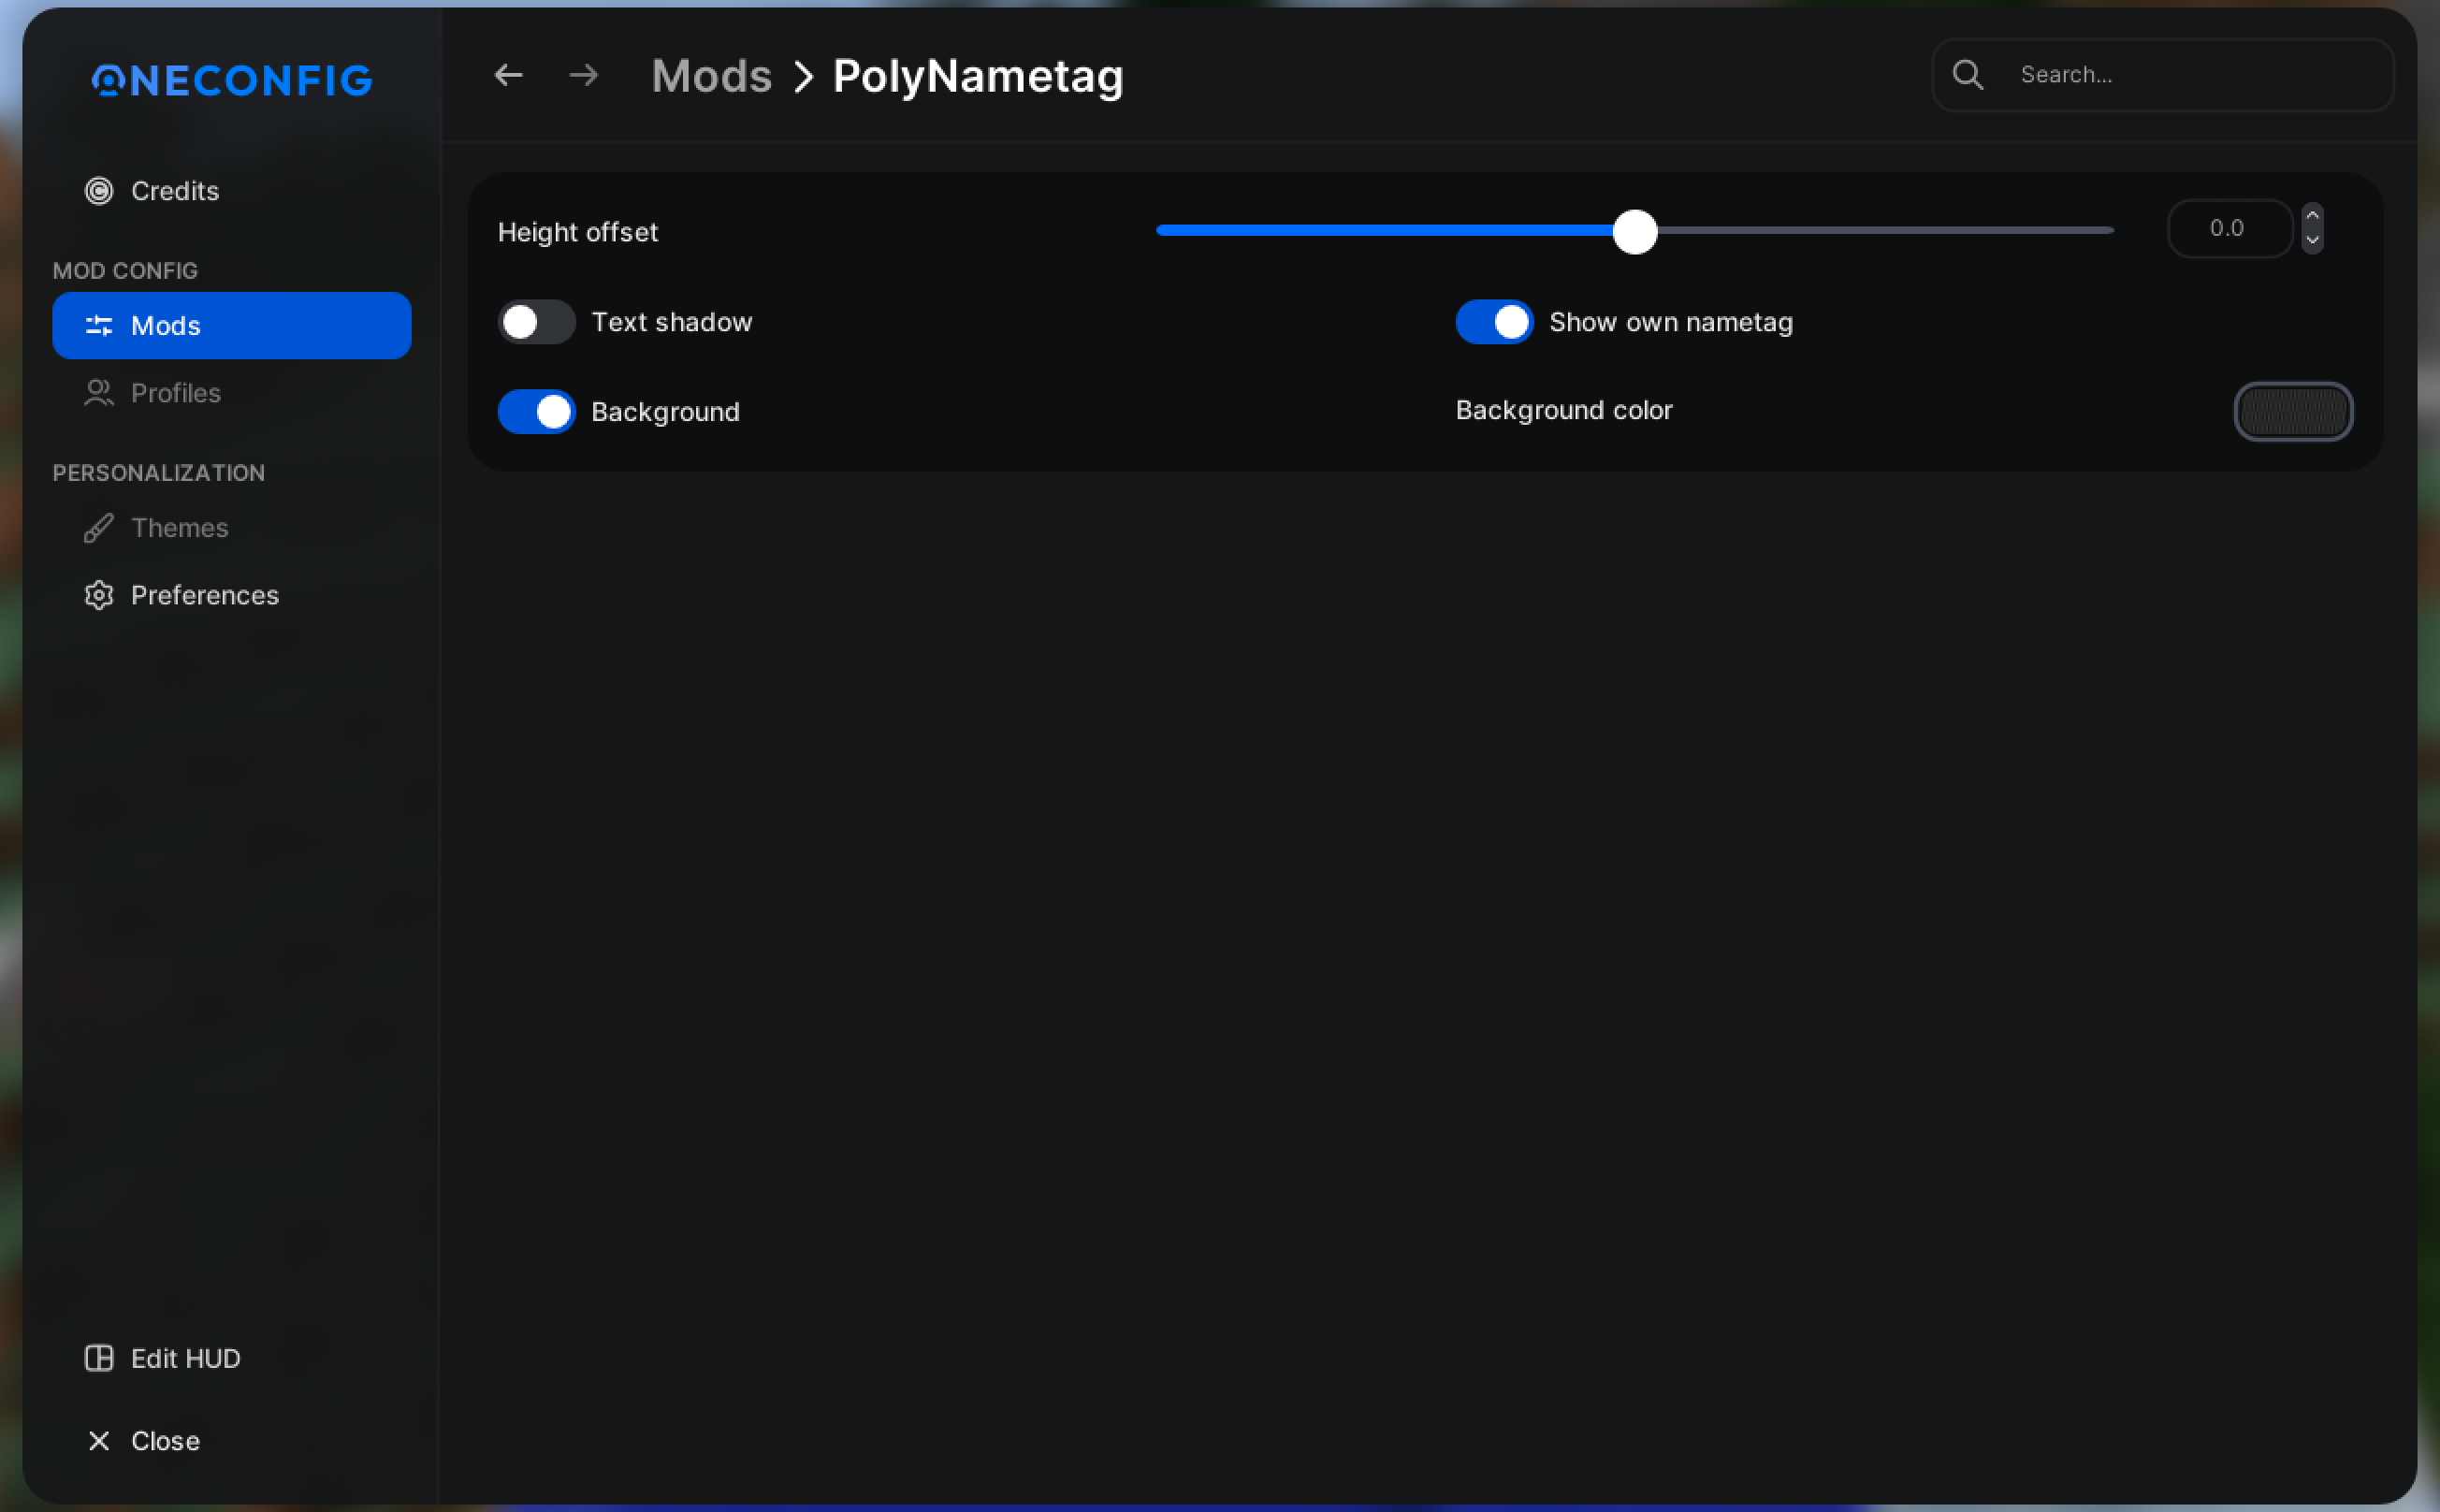 ONECONFIG
Mods > PolyNametag
Search...
Credits
MOD CONFIG
Mods
Profiles
PERSONALIZATION
Themes
Preferences
Edit HUD
Close
Height offset
0.0
Text shadow
Show own nametag
Background
Background color